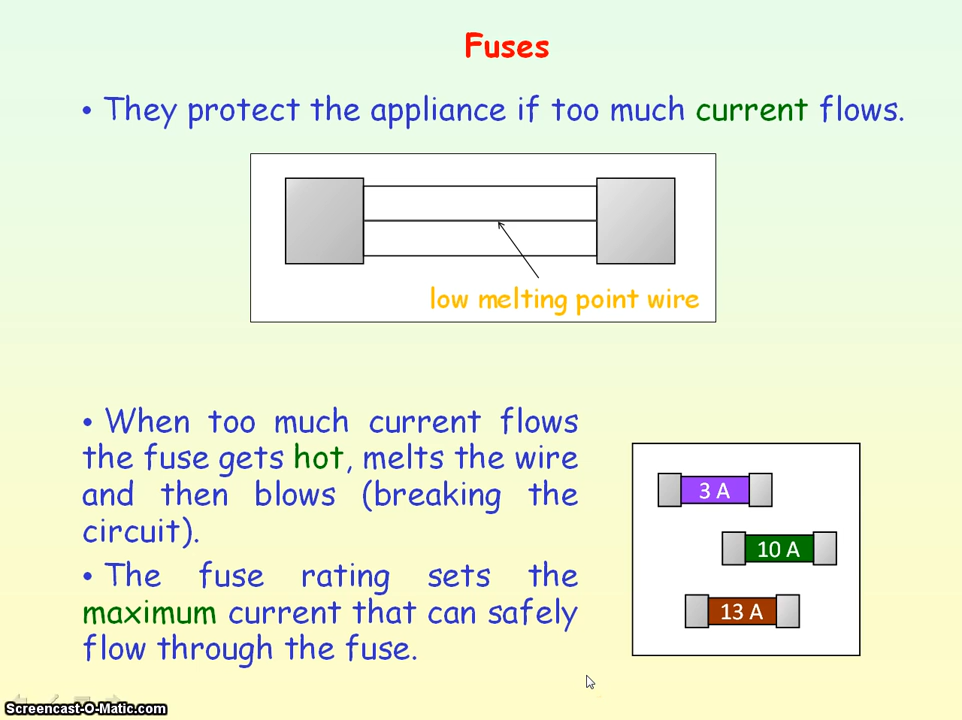 Fuses
• They protect the appliance if too much current flows.
low melting point wire
• When too much current flows
the fuse gets hot, melts the wire
and then blows (breaking the
circuit).
• The fuse rating sets the
maximum current that can safely
flow through the fuse.
3 A
10 A
13 A
Screencast-O-Matic.com